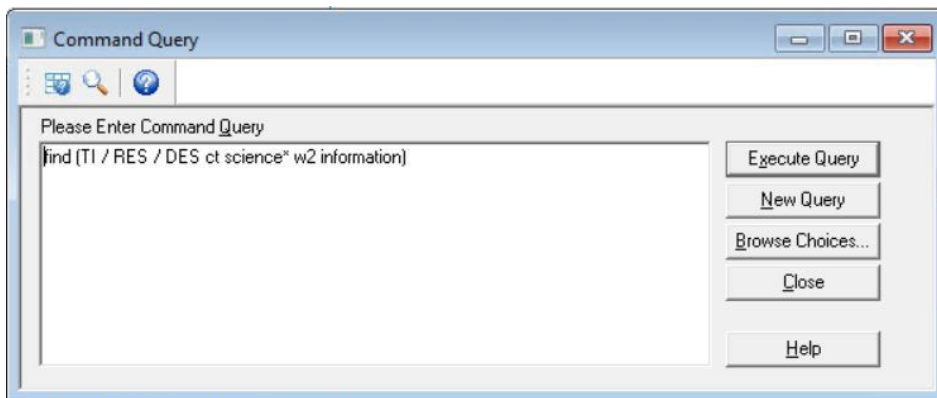 Command Query
Please Enter Command Query
find (TI / RES / DES ct science* w2 information)
Execute Query
New Query
Browse Choices...
Close
Help